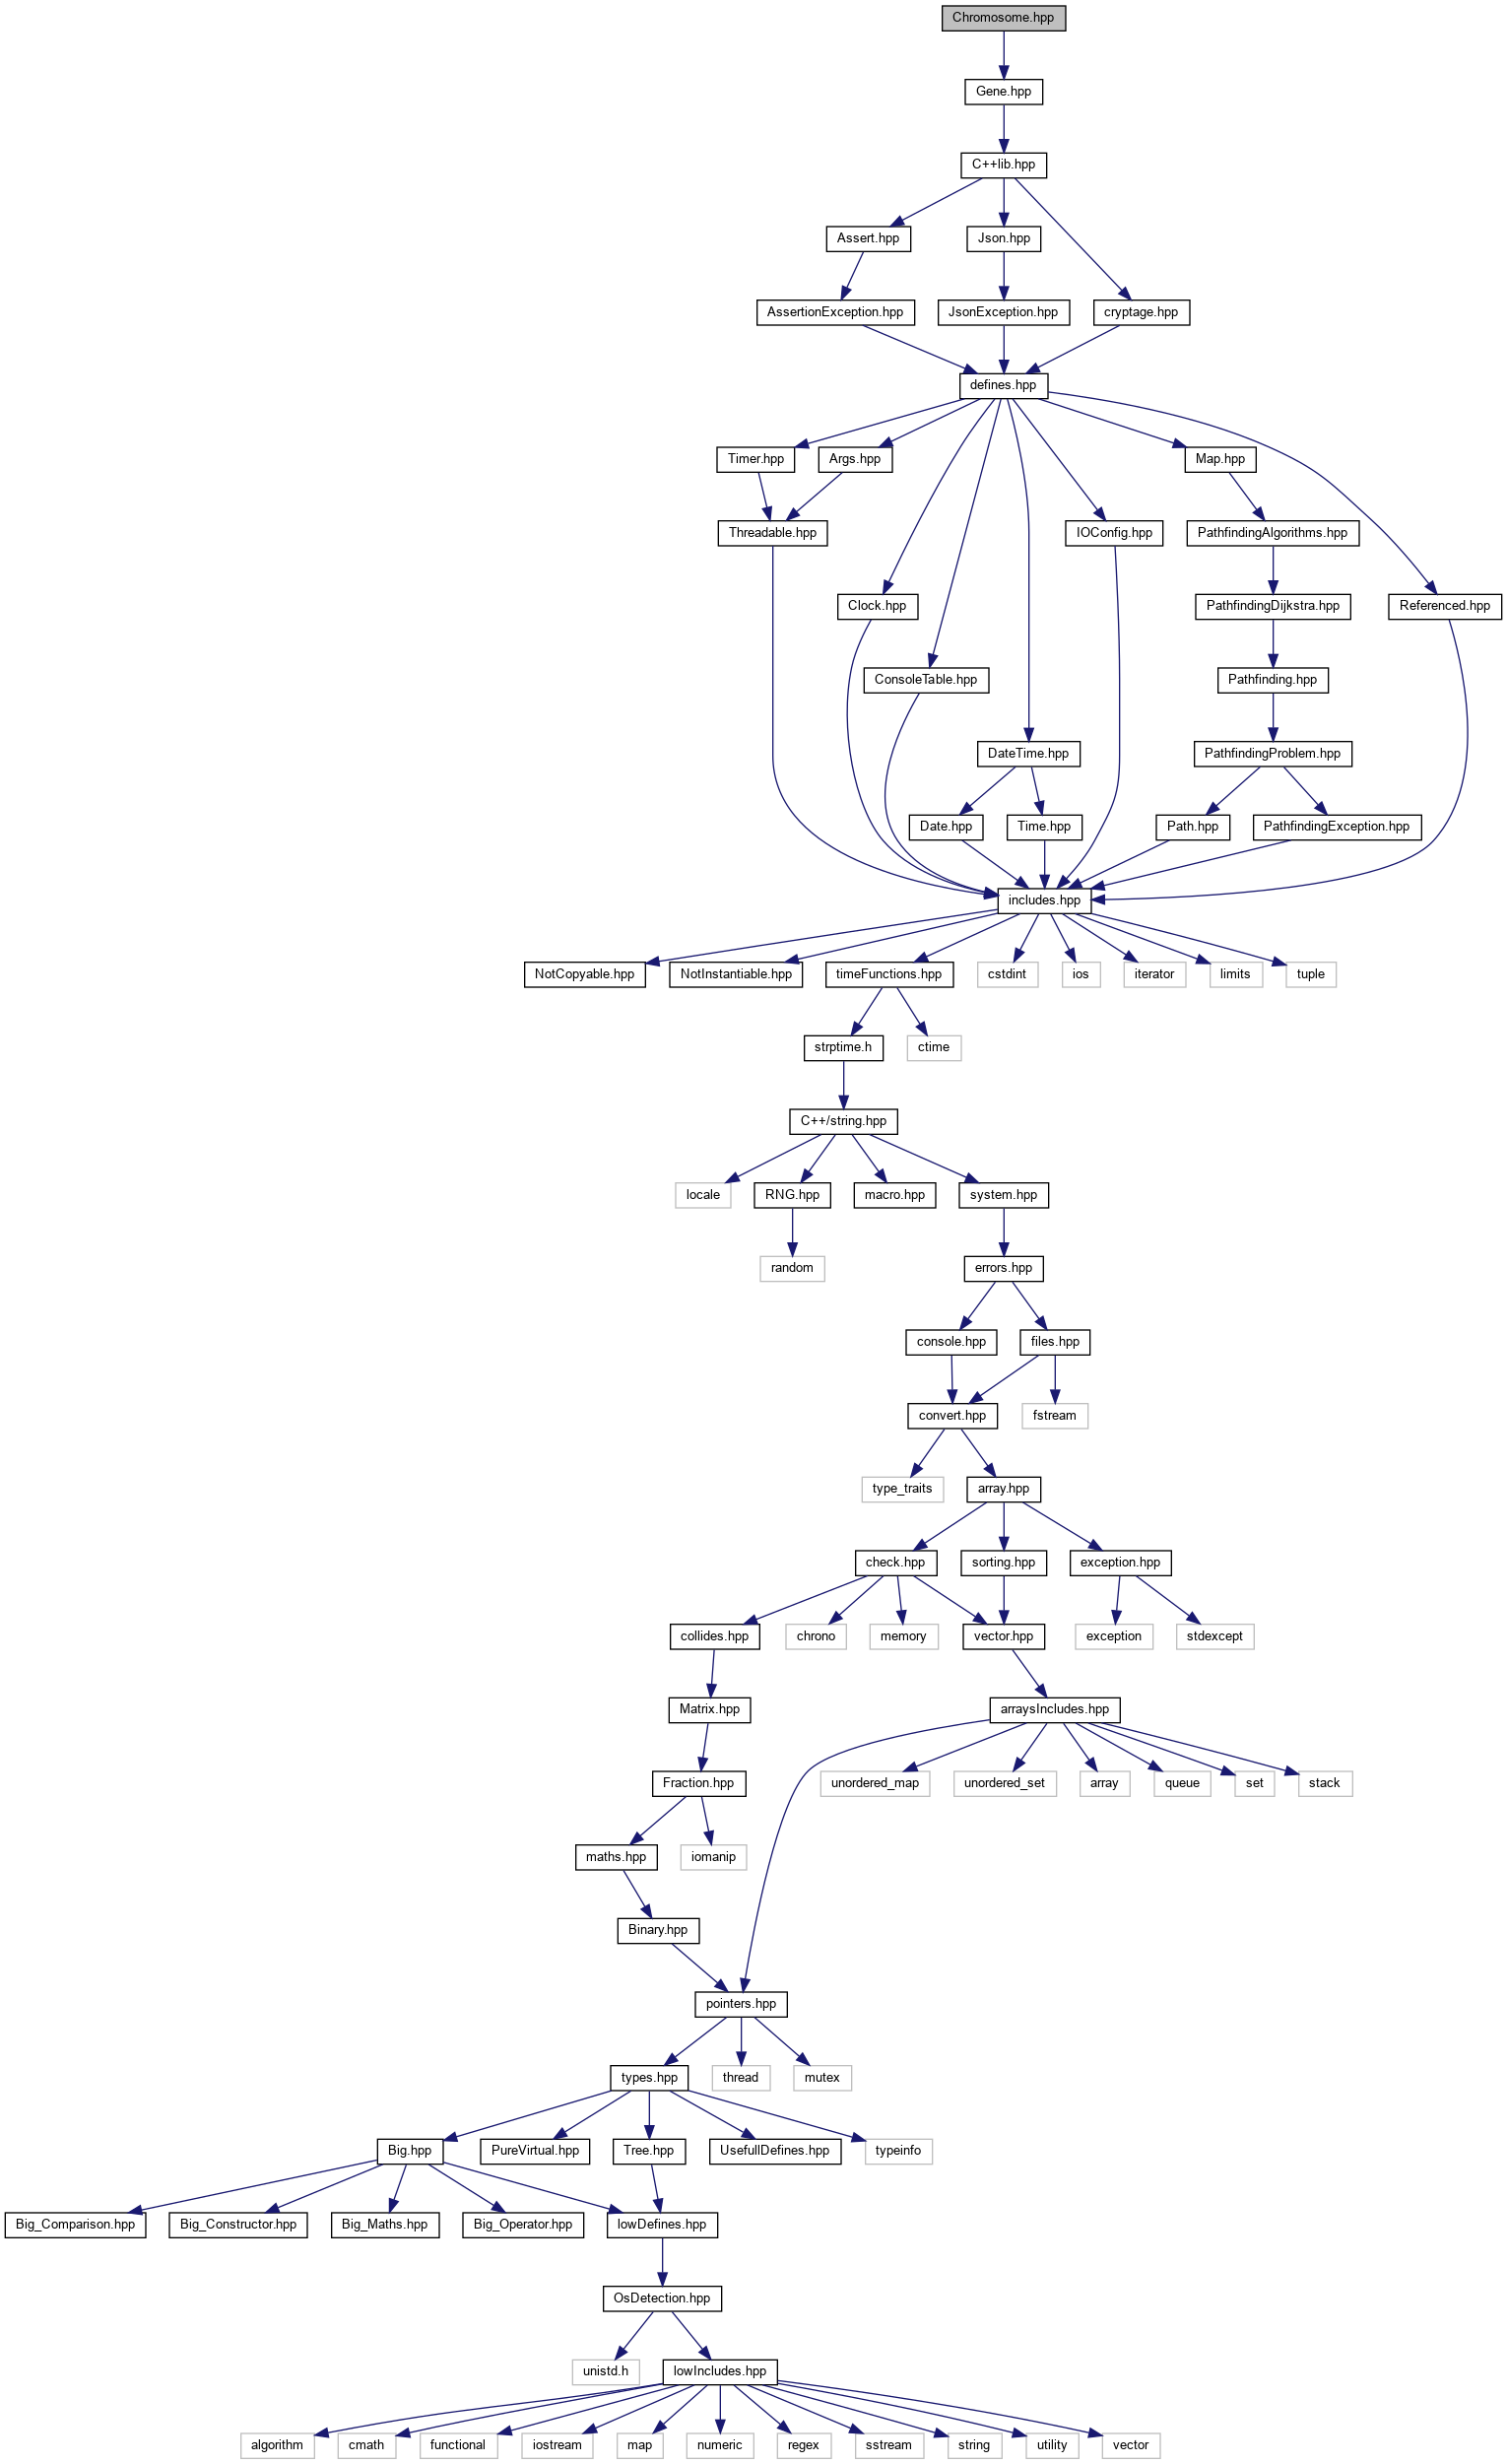 Chromosome.hpp
Gene.hpp
C++lib.hpp
Assert.hpp
Json.hpp
AssertionException.hpp
JsonException.hpp
cryptage.hpp
defines.hpp
Timer.hpp
Args.hpp
Map.hpp
Threadable.hpp
IOConfig.hpp
PathfindingAlgorithms.hpp
Clock.hpp
PathfindingDijkstra.hpp
Referenced.hpp
ConsoleTable.hpp
Pathfinding.hpp
DateTime.hpp
PathfindingProblem.hpp
Date.hpp
Time.hpp
Path.hpp
PathfindingException.hpp
includes.hpp
NotCopyable.hpp
NotInstantiable.hpp
timeFunctions.hpp
cstdint
ios
iterator
limits
tuple
strptime.h
ctime
C++/string.hpp
locale
RNG.hpp
macro.hpp
system.hpp
random
errors.hpp
console.hpp
files.hpp
convert.hpp
fstream
type_traits
array.hpp
check.hpp
sorting.hpp
exception.hpp
collides.hpp
chrono
memory
vector.hpp
exception
stdexcept
Matrix.hpp
arraysIncludes.hpp
Fraction.hpp
unordered_map
unordered_set
array
queue
set
stack
maths.hpp
iomanip
Binary.hpp
pointers.hpp
types.hpp
thread
mutex
Big.hpp
PureVirtual.hpp
Tree.hpp
UsefullDefines.hpp
typeinfo
Big_Comparison.hpp
Big_Constructor.hpp
Big_Maths.hpp
Big_Operator.hpp
lowDefines.hpp
OsDetection.hpp
unistd.h
lowIncludes.hpp
algorithm
cmath
functional
iostream
map
numeric
regex
sstream
string
utility
vector